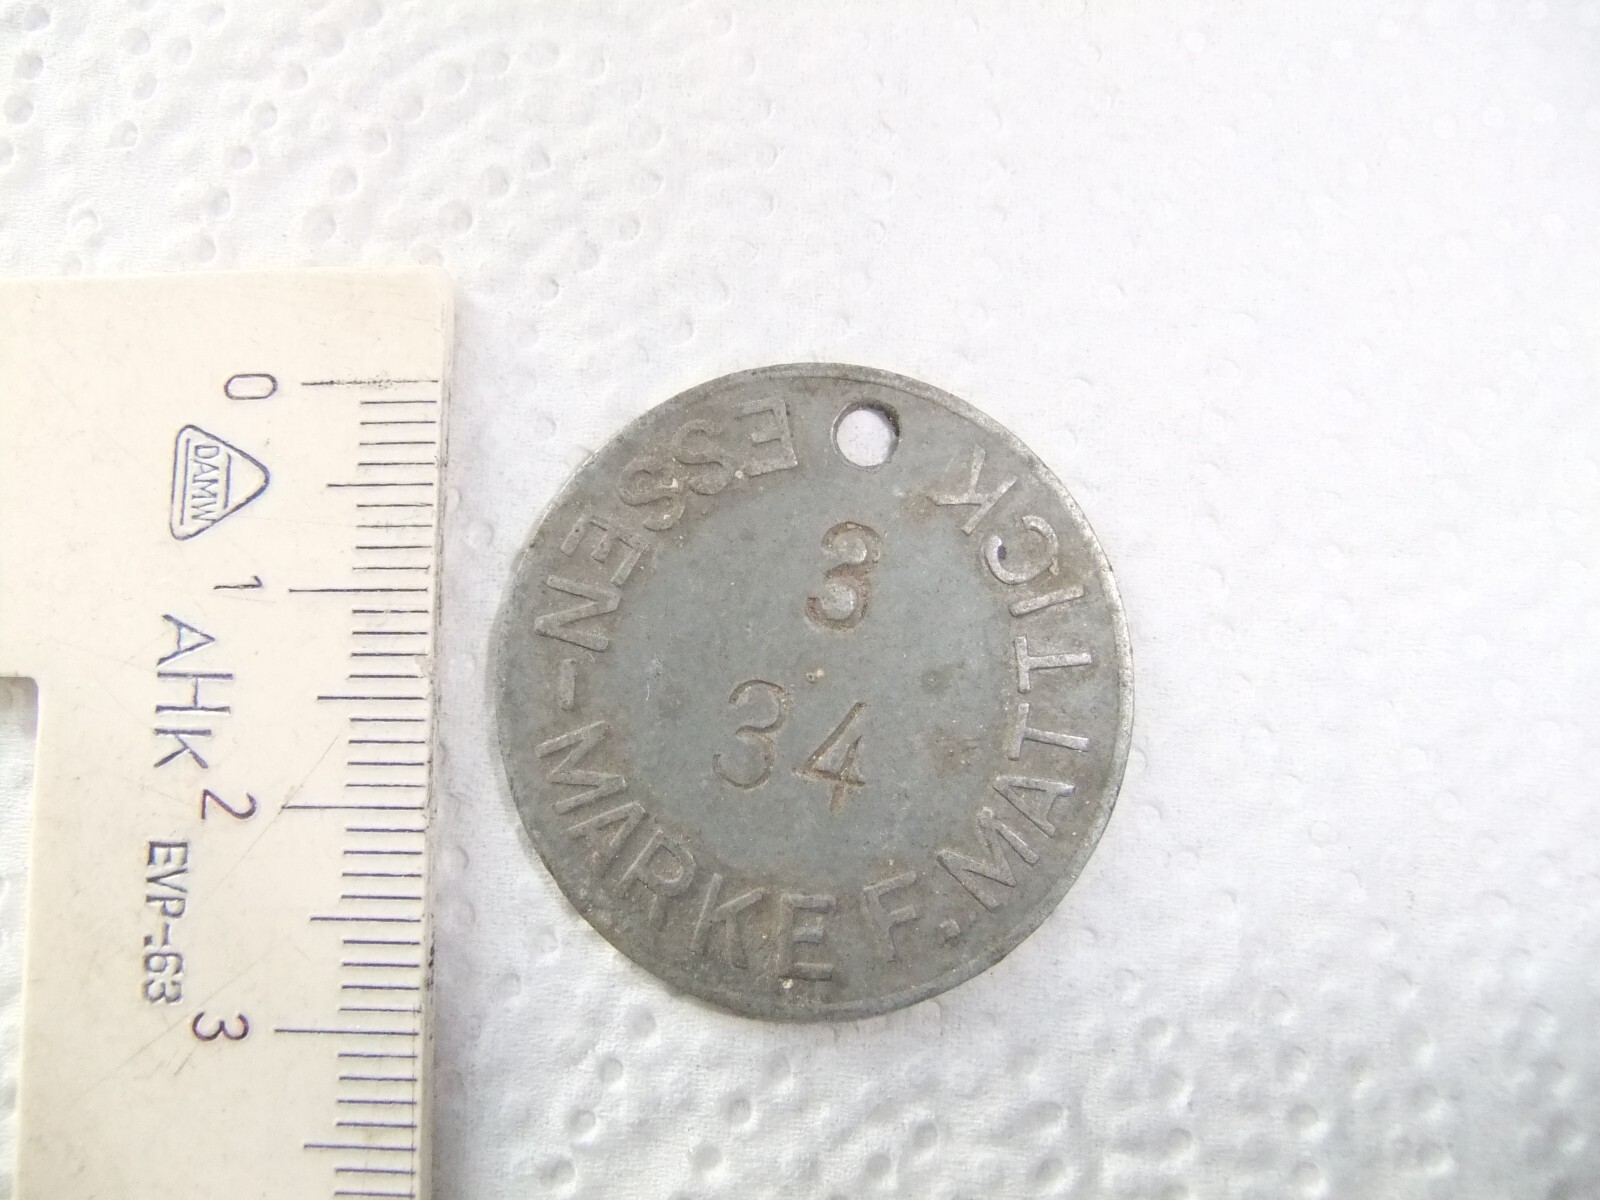 ESSEN-MARKE F. MATTICK
3
34
0
1
2
3
DAMW
AHK
EVP-.63